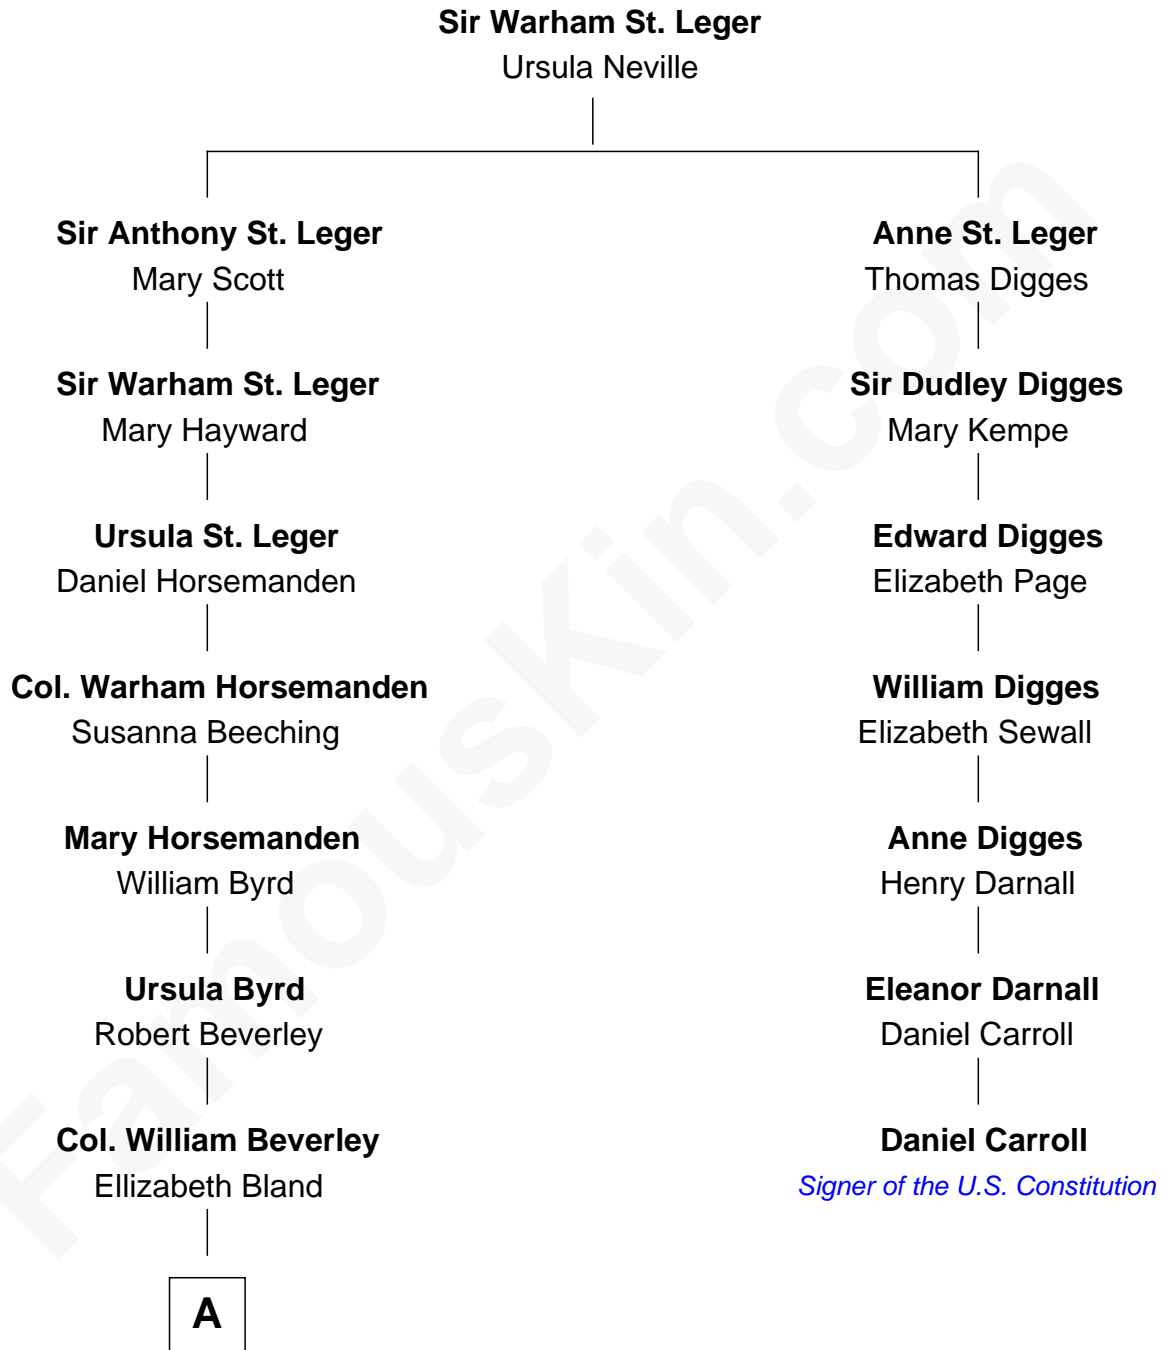 Sir Warham St. Leger
Ursula Neville
Sir Anthony St. Leger
Mary Scott
Anne St. Leger
Thomas Digges
Sir Warham St. Leger
Mary Hayward
Sir Dudley Digges
Mary Kempe
Ursula St. Leger
Daniel Horsemanden
Edward Digges
Elizabeth Page
Col. Warham Horsemanden
Susanna Beeching
William Digges
Elizabeth Sewall
Mary Horsemanden
William Byrd
Anne Digges
Henry Darnall
Ursula Byrd
Robert Beverley
Eleanor Darnall
Daniel Carroll
Col. William Beverley
Ellizabeth Bland
Daniel Carroll
Signer of the U.S. Constitution
A
FamousKin.com